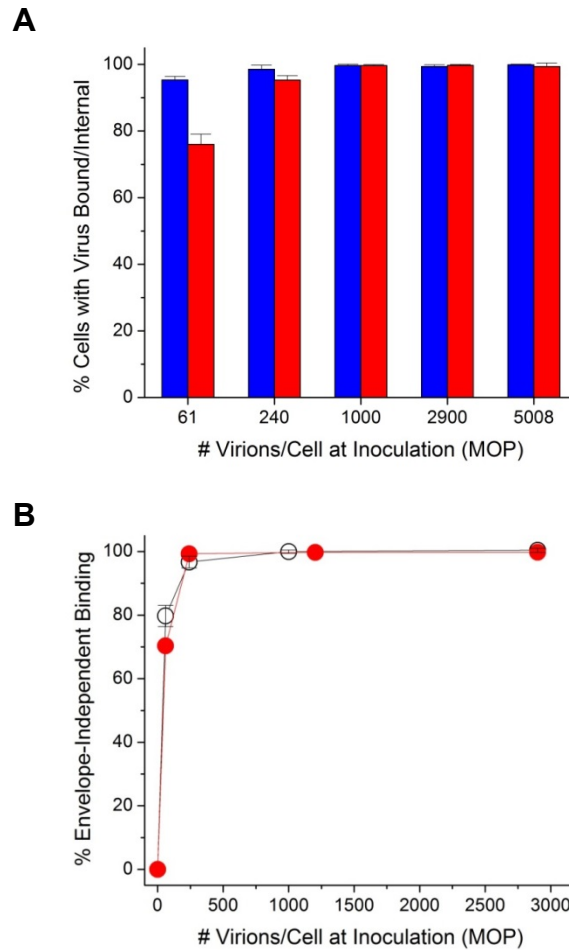 A
100
80
60
40
20
0
% Cells with Virus Bound/Internal
61 240 1000 2900 5008
# Virions/Cell at Inoculation (MOP)
B
100
80
60
40
20
0
% Envelope-Independent Binding
0 500 1000 1500 2000 2500 3000
# Virions/Cell at Inoculation (MOP)